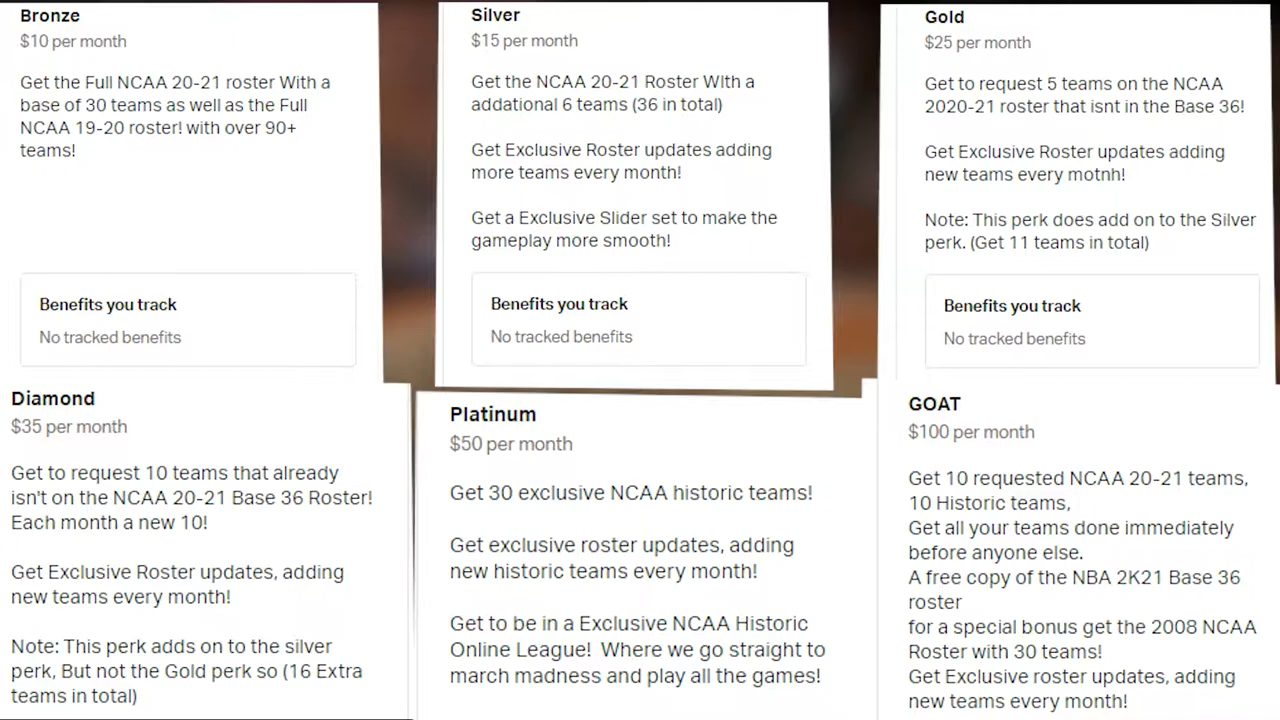 Bronze
$10 per month
Get the Full NCAA 20-21 roster With a
base of 30 teams as well as the Full
NCAA 19-20 roster! with over 90+
teams!
Benefits you track
No tracked benefits
Silver
$15 per month
Get the NCAA 20-21 Roster WIth a
addational 6 teams (36 in total)
Get Exclusive Roster updates adding
more teams every month!
Get a Exclusive Slider set to make the
gameplay more smooth!
Benefits you track
No tracked benefits
Gold
$25 per month
Get to request 5 teams on the NCAA
2020-21 roster that isnt in the Base 36!
Get Exclusive Roster updates adding
new teams every motnh!
Note: This perk does add on to the Silver
perk. (Get 11 teams in total)
Benefits you track
No tracked benefits
Diamond
$35 per month
Get to request 10 teams that already
isn't on the NCAA 20-21 Base 36 Roster!
Each month a new 10!
Get Exclusive Roster updates, adding
new teams every month!
Note: This perk adds on to the silver
perk, But not the Gold perk so (16 Extra
teams in total)
Platinum
$50 per month
Get 30 exclusive NCAA historic teams!
Get exclusive roster updates, adding
new historic teams every month!
Get to be in a Exclusive NCAA Historic
Online League! Where we go straight to
march madness and play all the games!
GOAT
$100 per month
Get 10 requested NCAA 20-21 teams,
10 Historic teams,
Get all your teams done immediately
before anyone else.
A free copy of the NBA 2K21 Base 36
roster
for a special bonus get the 2008 NCAA
Roster with 30 teams!
Get Exclusive roster updates, adding
new teams every month!